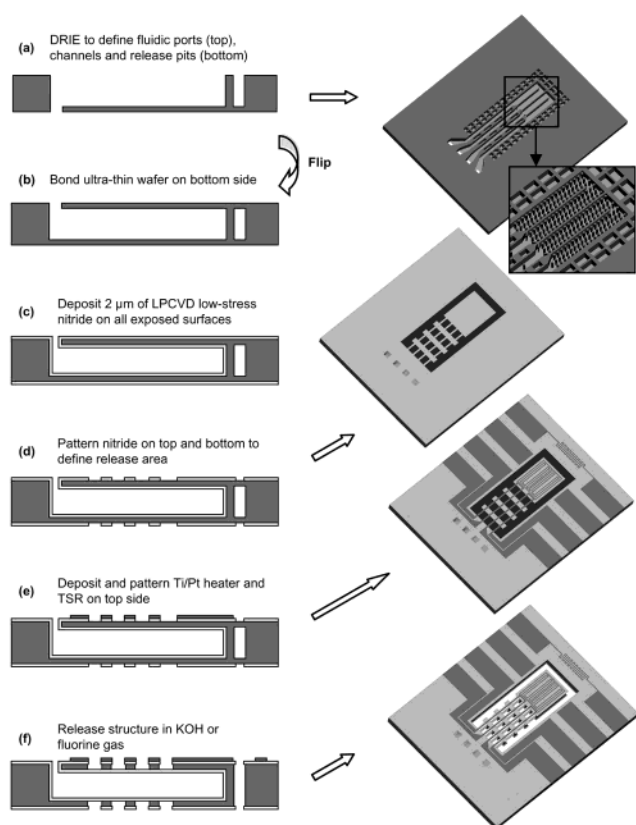 (a) DRIE to define fluidic ports (top),
channels and release pits (bottom)
Flip
(b) Bond ultra-thin wafer on bottom side
(c) Deposit 2 μm of LPCVD low-stress
nitride on all exposed surfaces
(d) Pattern nitride on top and bottom to
define release area
(e) Deposit and pattern Ti/Pt heater and
TSR on top side
(f) Release structure in KOH or
fluorine gas